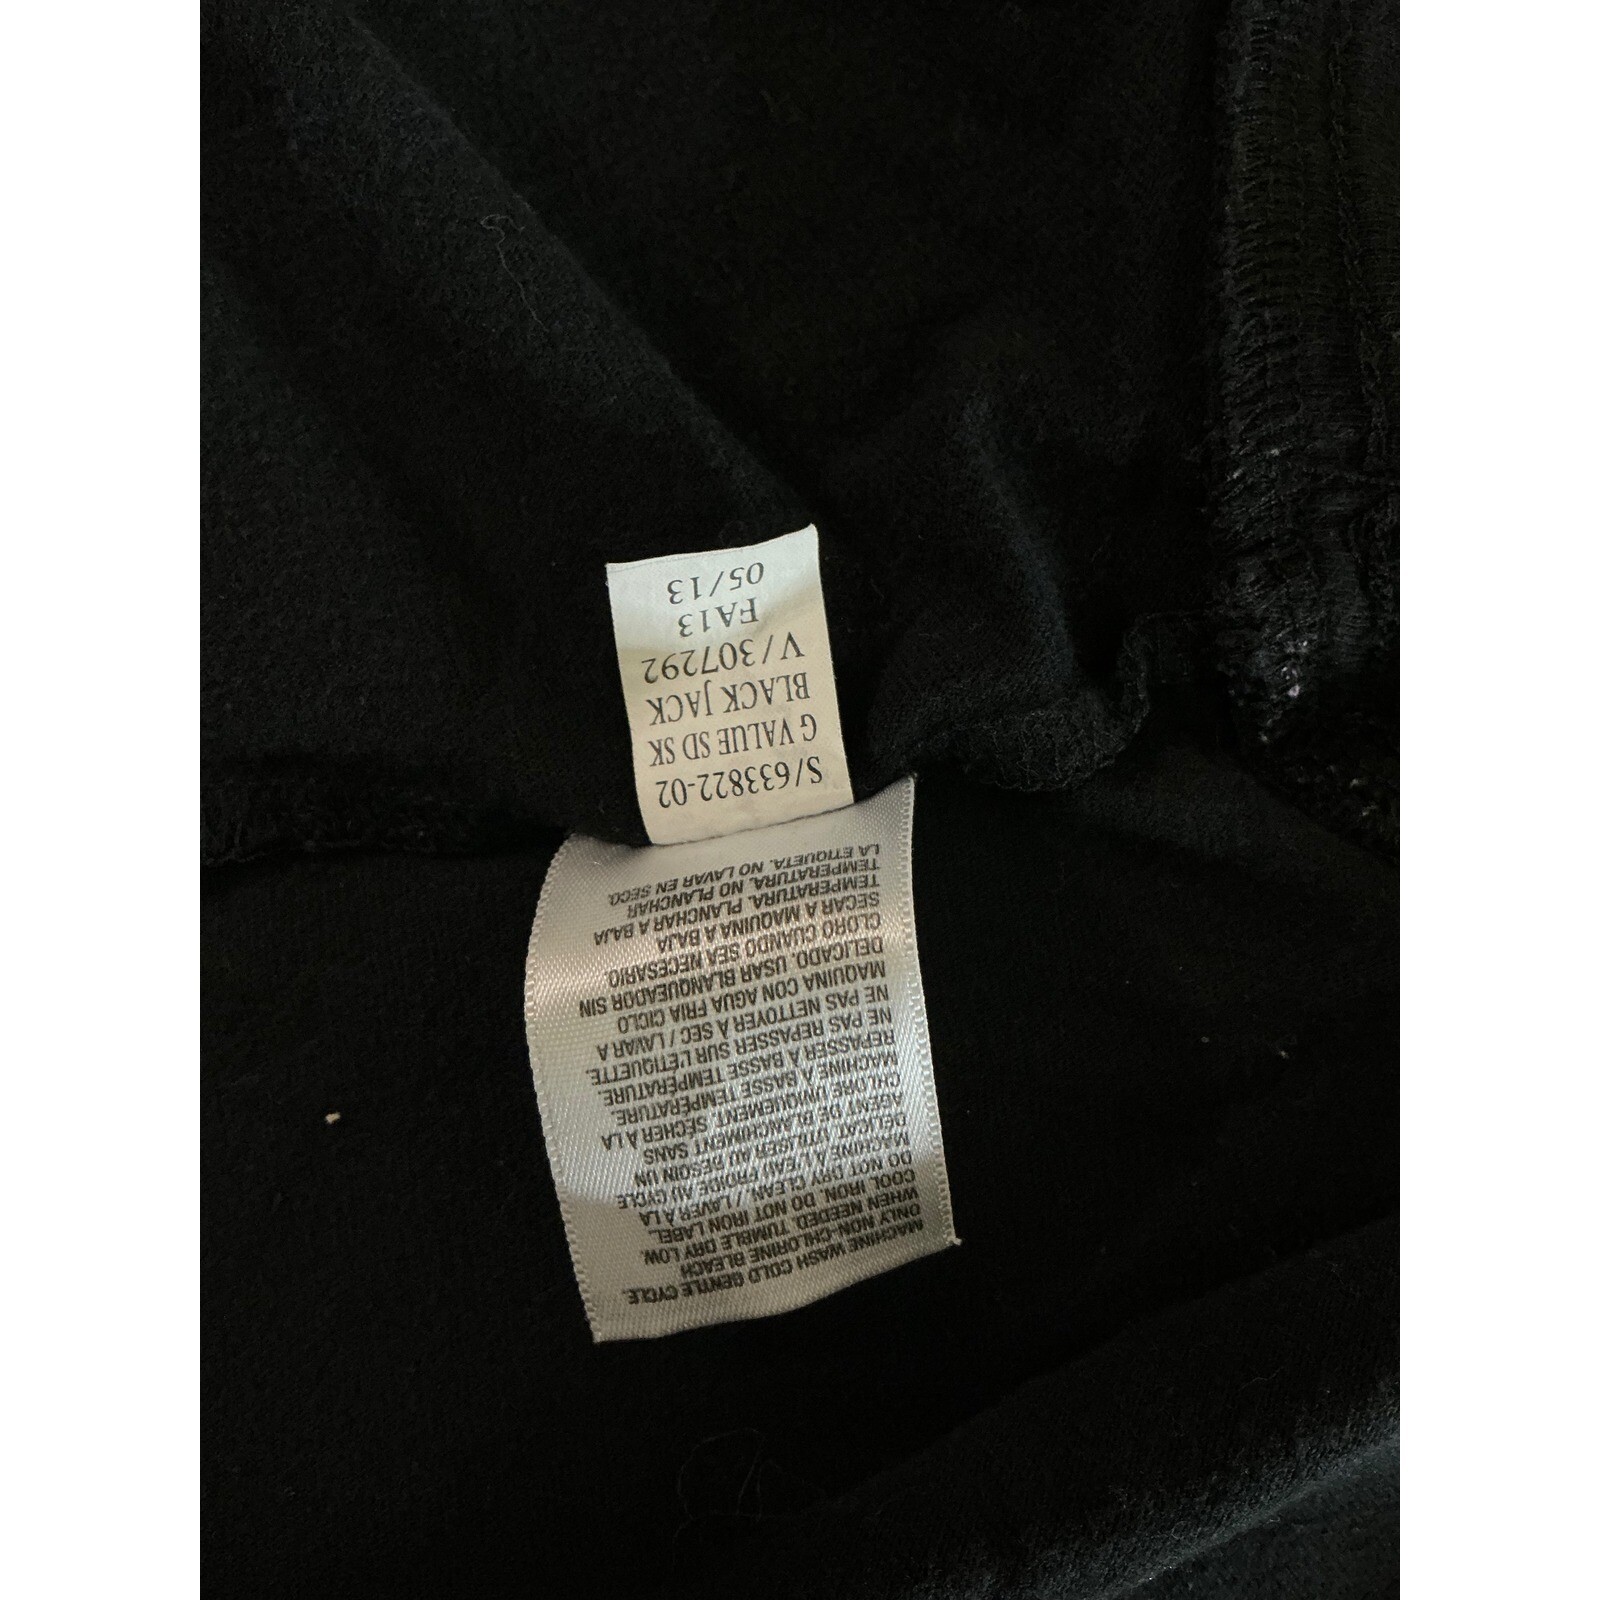 S/633822-02
G VALUE SD SK
BLACK JACK
V/307292
FA13
05/13
MACHINE WASH COLD GENTLE CYCLE.
ONLY NON-CHLORINE BLEACH
WHEN NEEDED. TUMBLE DRY LOW.
COOL IRON. DO NOT IRON LABEL.
DO NOT DRY CLEAN. / LAVER À LA
MACHINE À L'EAU FROIDE AU CYCLE
DÉLICAT. UTILISER AU BESOIN UN
AGENT DE BLANCHIMENT SANS
CHLORE UNIQUEMENT. SÉCHER À LA
MACHINE À BASSE TEMPÉRATURE.
REPASSER À BASSE TEMPÉRATURE.
NE PAS REPASSER SUR L'ÉTIQUETTE.
NE PAS NETTOYER À SEC / LAVAR A
MAQUINA CON AGUA FRIA CICLO
DELICADO. USAR BLANQUEADOR SIN
CLORO CUANDO SEA NECESARIO.
SECAR A MAQUINA A BAJA
TEMPERATURA. PLANCHAR A BAJA
TEMPERATURA. NO PLANCHAR
LA ETIQUETA. NO LAVAR EN SECO.